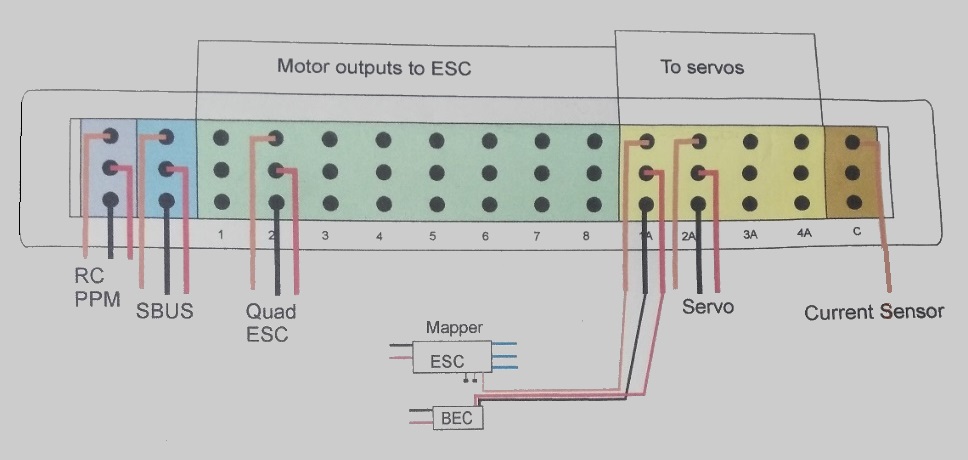 Motor outputs to ESC
To servos
1
2
3
4
5
6
7
8
1A
2A
3A
4A
C
RC
PPM
SBUS
Quad
ESC
Servo
Current Sensor
Mapper
ESC
BEC